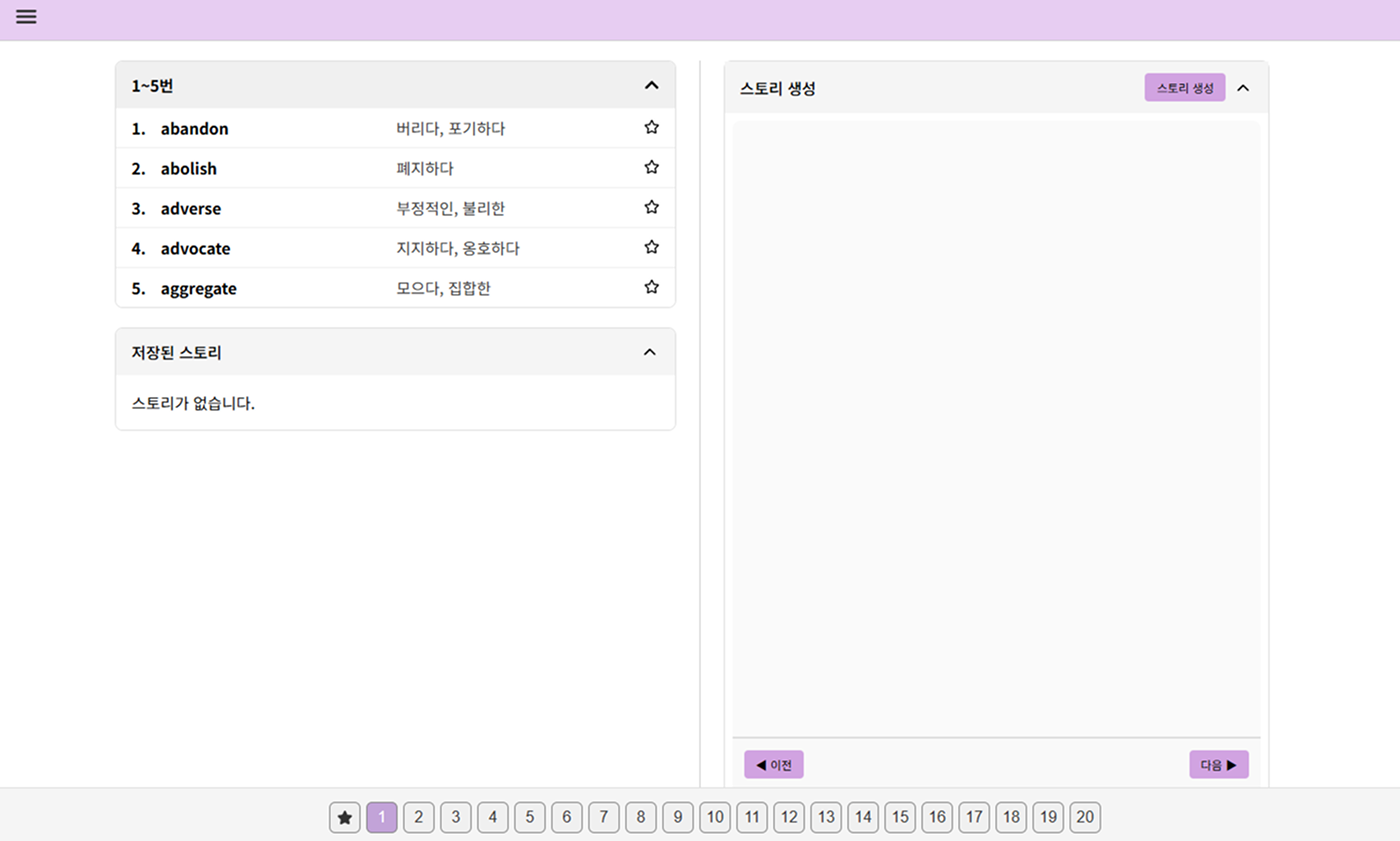 1~5번
1. abandon 버리다, 포기하다
2. abolish 폐지하다
3. adverse 부정적인, 불리한
4. advocate 지지하다, 옹호하다
5. aggregate 모으다, 집합한
저장된 스토리
스토리가 없습니다.
스토리 생성 스토리 생성
◀ 이전 다음 ▶
★ 1 2 3 4 5 6 7 8 9 10 11 12 13 14 15 16 17 18 19 20